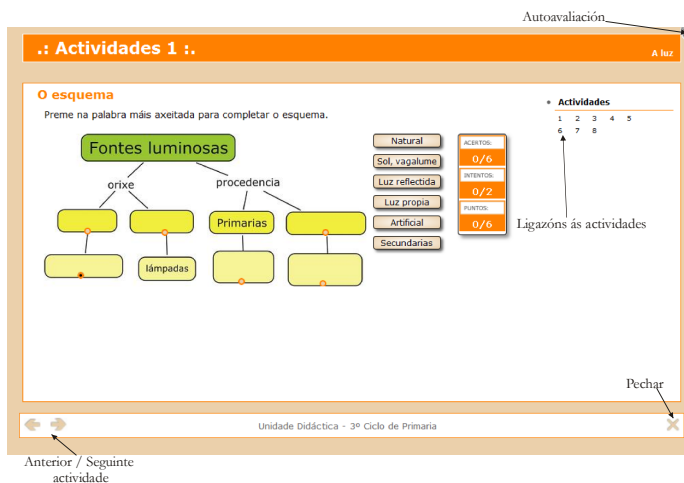 Autoavaliación
.: Actividades 1 :.
A luz
O esquema
Preme na palabra máis axeitada para completar o esquema.
Actividades
1 2 3 4 5
6 7 8
Fontes luminosas
orixe
procedencia
Primarias
lámpadas
Natural
Sol, vagalume
Luz reflectida
Luz propia
Artificial
Secundarias
ACERTOS:
0/6
INTENTOS:
0/2
PUNTOS:
0/6
Ligazóns ás actividades
Pechar
Unidade Didáctica - 3º Ciclo de Primaria
Anterior / Seguinte
actividade